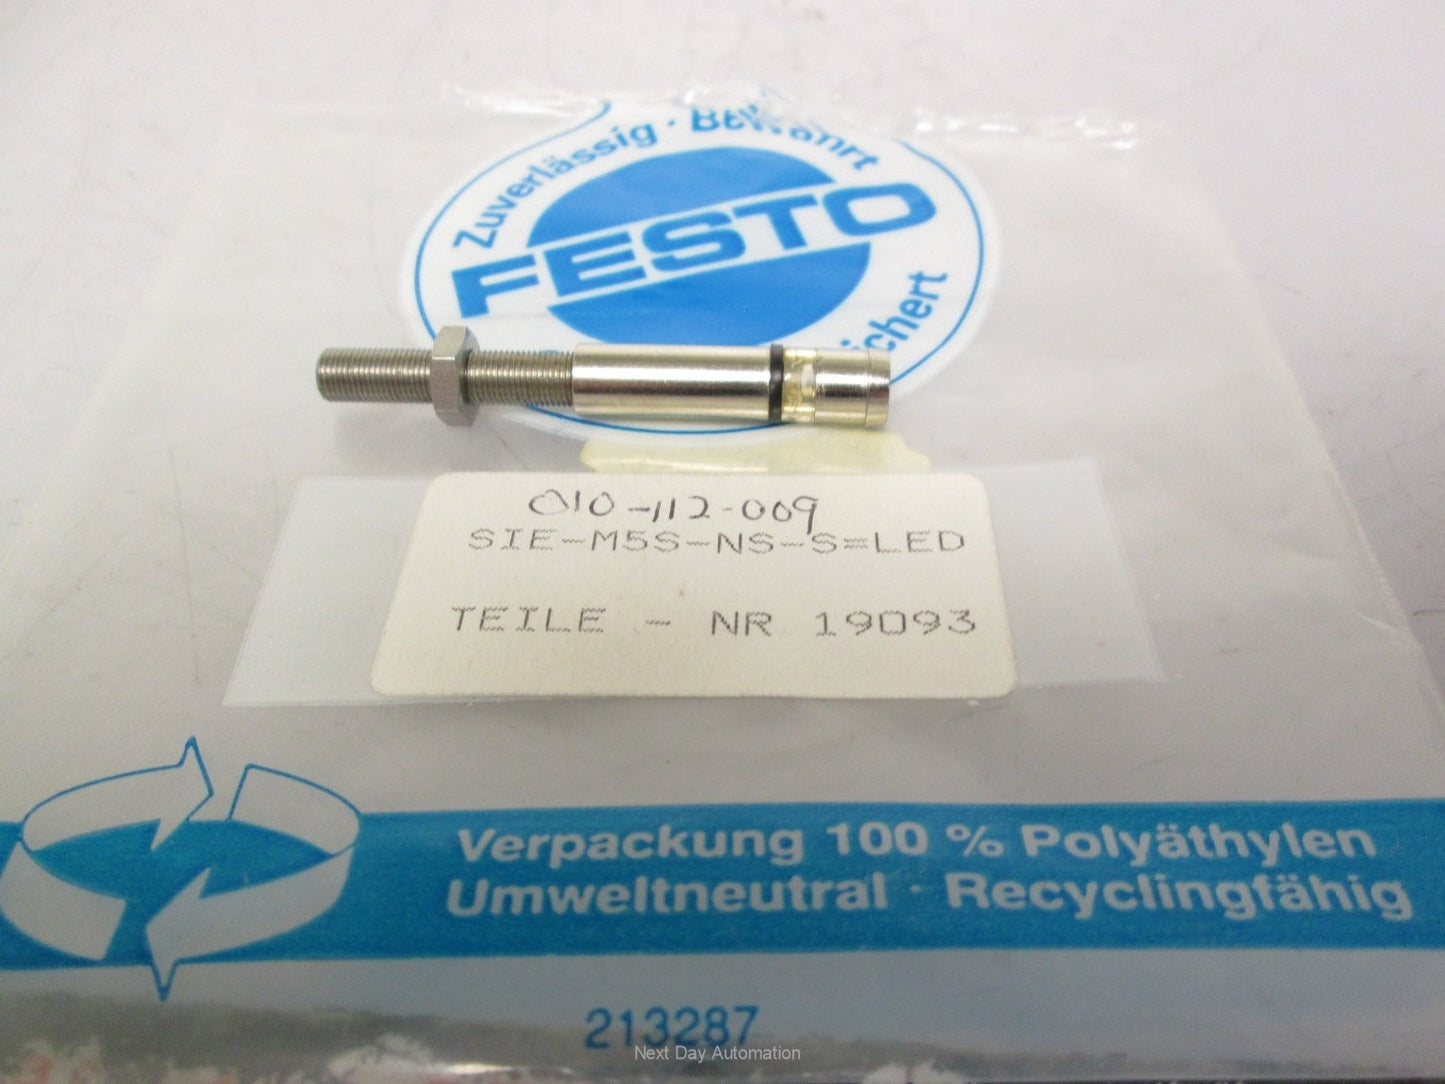 Zuverlässig · Bewährt
FESTO
010-112-009
SIE-M5S-NS-S=LED
TEILE - NR 19093
Verpackung 100 % Polyäthylen
Umweltneutral · Recyclingfähig
213287
Next Day Automation